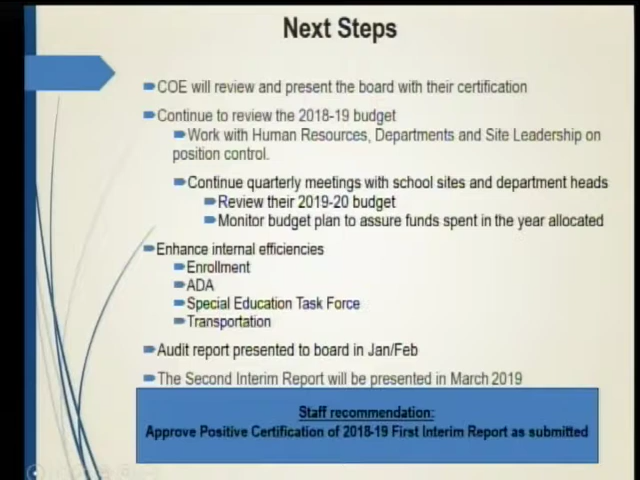 Next Steps
COE will review and present the board with their certification
Continue to review the 2018-19 budget
Work with Human Resources, Departments and Site Leadership on
position control.
Continue quarterly meetings with school sites and department heads
Review their 2019-20 budget
Monitor budget plan to assure funds spent in the year allocated
Enhance internal efficiencies
Enrollment
ADA
Special Education Task Force
Transportation
Audit report presented to board in Jan/Feb
The Second Interim Report will be presented in March 2019
Staff recommendation:
Approve Positive Certification of 2018-19 First Interim Report as submitted